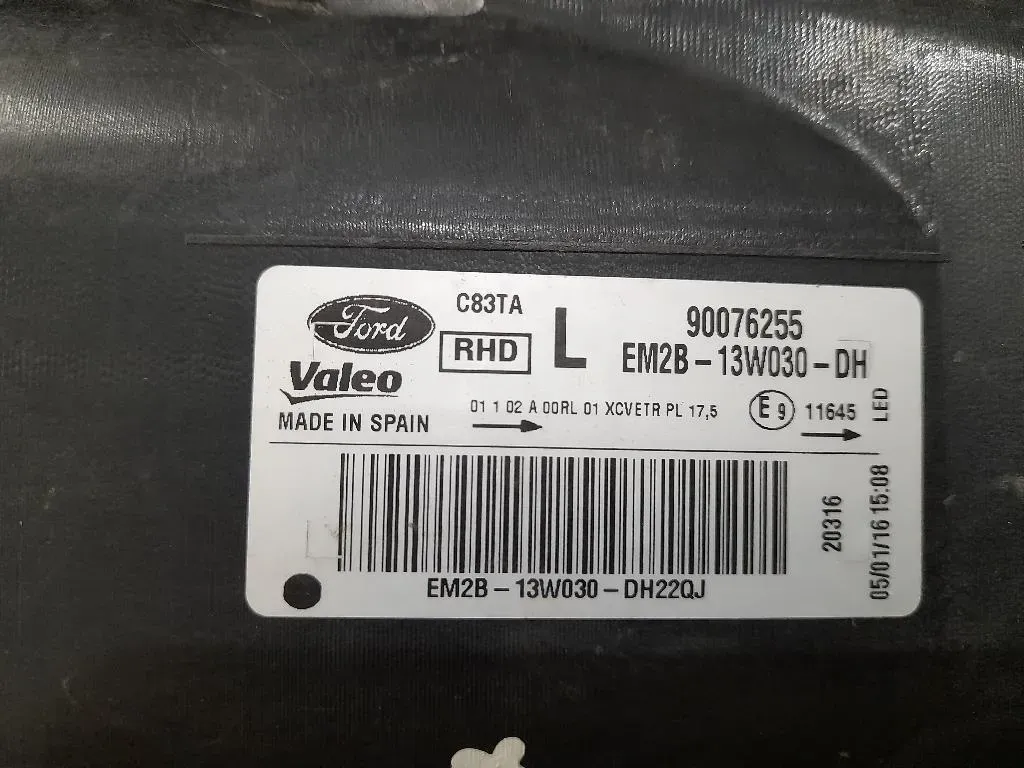 Ford
C83TA
RHD
L
90076255
EM2B-13W030-DH
Valeo
MADE IN SPAIN
01 1 02 A 00RL 01 XCVETR PL 17,5
E9
11645
LED
20316
05/01/16 15:08
EM2B-13W030-DH22QJ